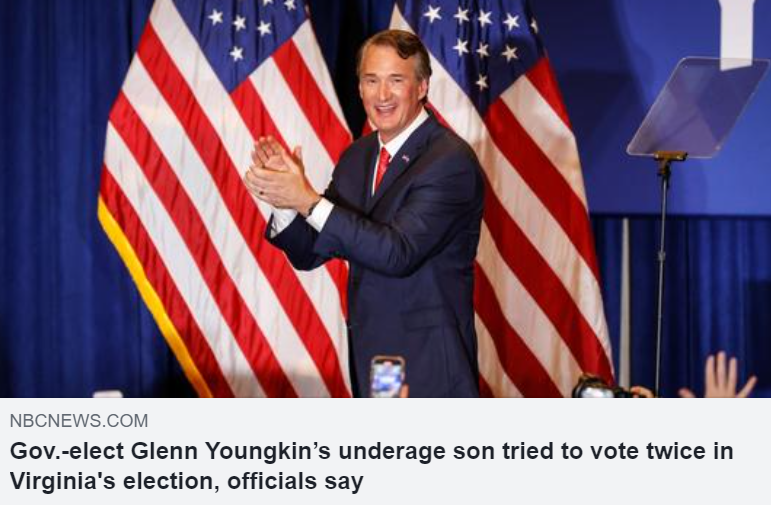 NBCNEWS.COM
Gov.-elect Glenn Youngkin’s underage son tried to vote twice in
Virginia's election, officials say